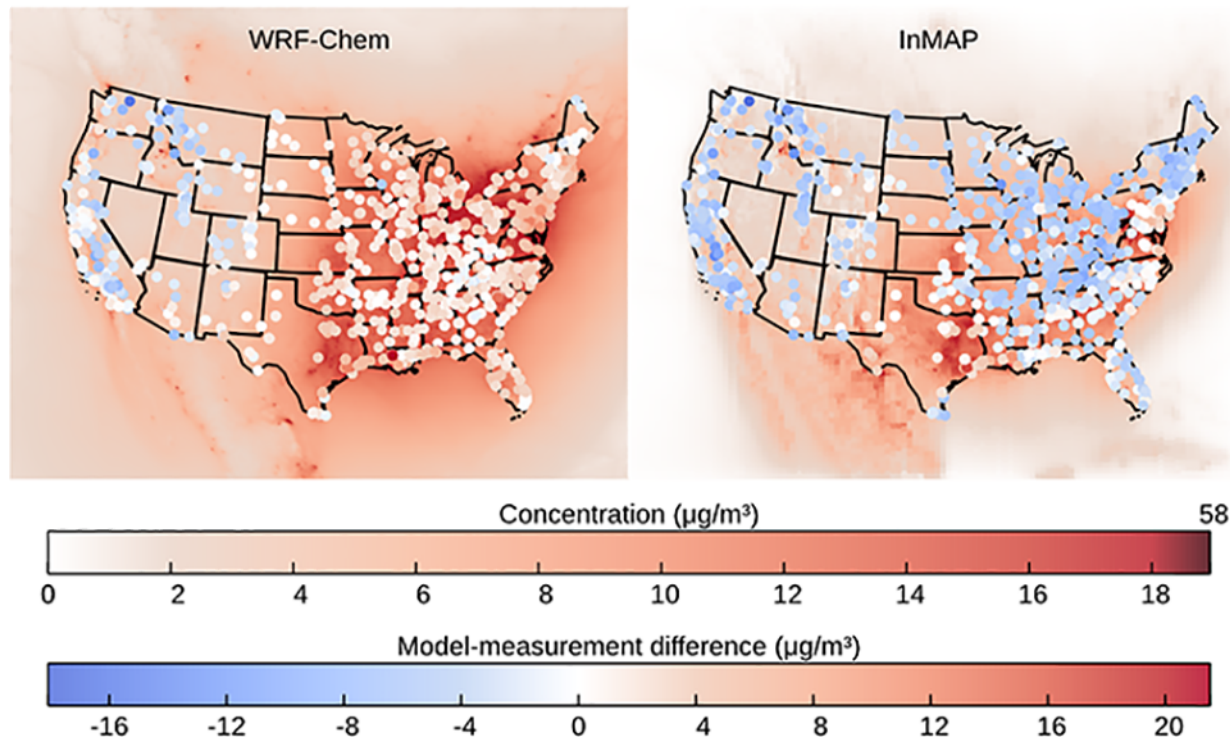 WRF-Chem
InMAP
Concentration (µg/m³)
58
0 2 4 6 8 10 12 14 16 18
Model-measurement difference (µg/m³)
-16 -12 -8 -4 0 4 8 12 16 20